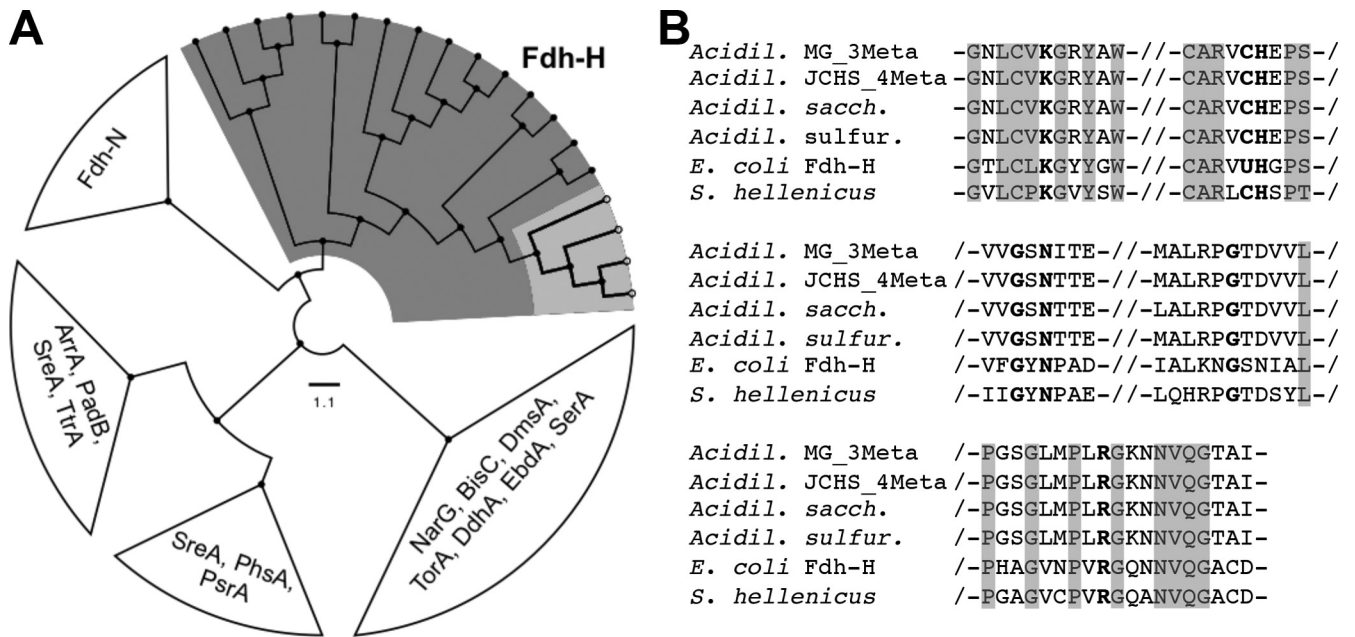 A
Fdh-H
Fdh-N
ArrA, PadB,
SreA, TtrA
SreA, PhsA,
PsrA
NarG, BisC, DmsA,
TorA, DdhA, EbdA, SerA
1.1
B
Acidil. MG_3Meta -GNLCVKGRYAW-//-CARVCHEPS-/
Acidil. JCHS_4Meta -GNLCVKGRYAW-//-CARVCHEPS-/
Acidil. sacch. -GNLCVKGRYAW-//-CARVCHEPS-/
Acidil. sulfur. -GNLCVKGRYAW-//-CARVCHEPS-/
E. coli Fdh-H -GTLCLKGYYGW-//-CARVUHGPS-/
S. hellenicus -GVLCPKGVYSW-//-CARLCHSPT-/
Acidil. MG_3Meta /-VVGSNITE-//-MALRPGTDVVL-/
Acidil. JCHS_4Meta /-VVGSNTTE-//-MALRPGTDVVL-/
Acidil. sacch. /-VVGSNTTE-//-LALRPGTDVVL-/
Acidil. sulfur. /-VVGSNTTE-//-MALRPGTDVVL-/
E. coli Fdh-H /-VFGYNPAD-//-IALKNGSNIAL-/
S. hellenicus /-IIGYNPAE-//-LQHRPGTDSYL-/
Acidil. MG_3Meta /-PGSGLMPLRGKNNVQGTAI-
Acidil. JCHS_4Meta /-PGSGLMPLRGKNNVQGTAI-
Acidil. sacch. /-PGSGLMPLRGKNNVQGTAI-
Acidil. sulfur. /-PGSGLMPLRGKNNVQGTAI-
E. coli Fdh-H /-PHAGVNPVRGQNNVQGACD-
S. hellenicus /-PGAGVCPVRGQANVQGACD-